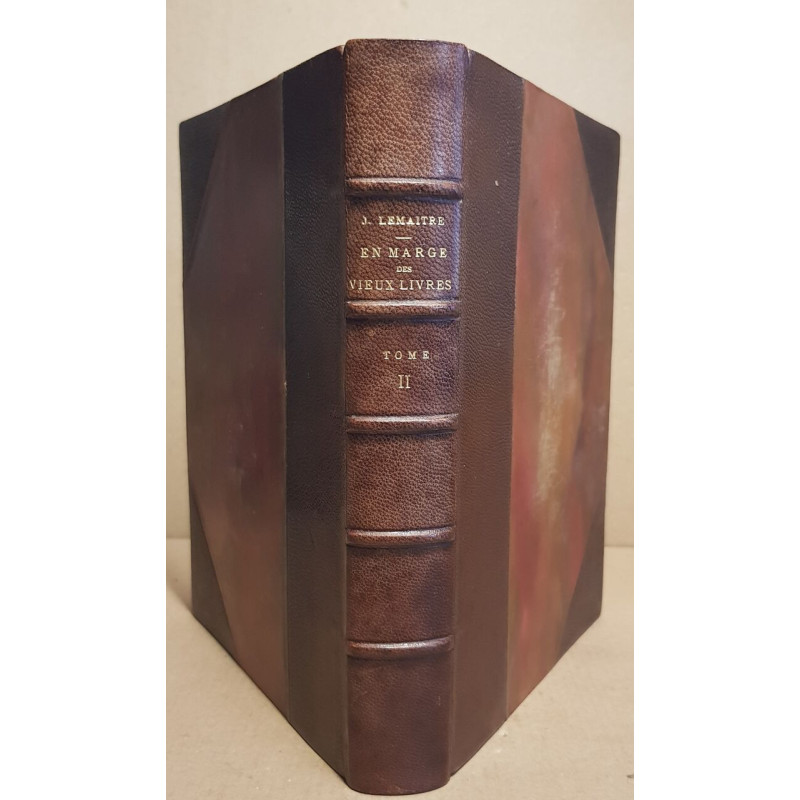 J. LEMAITRE
EN MARGE
DES
VIEUX LIVRES
TOME
II